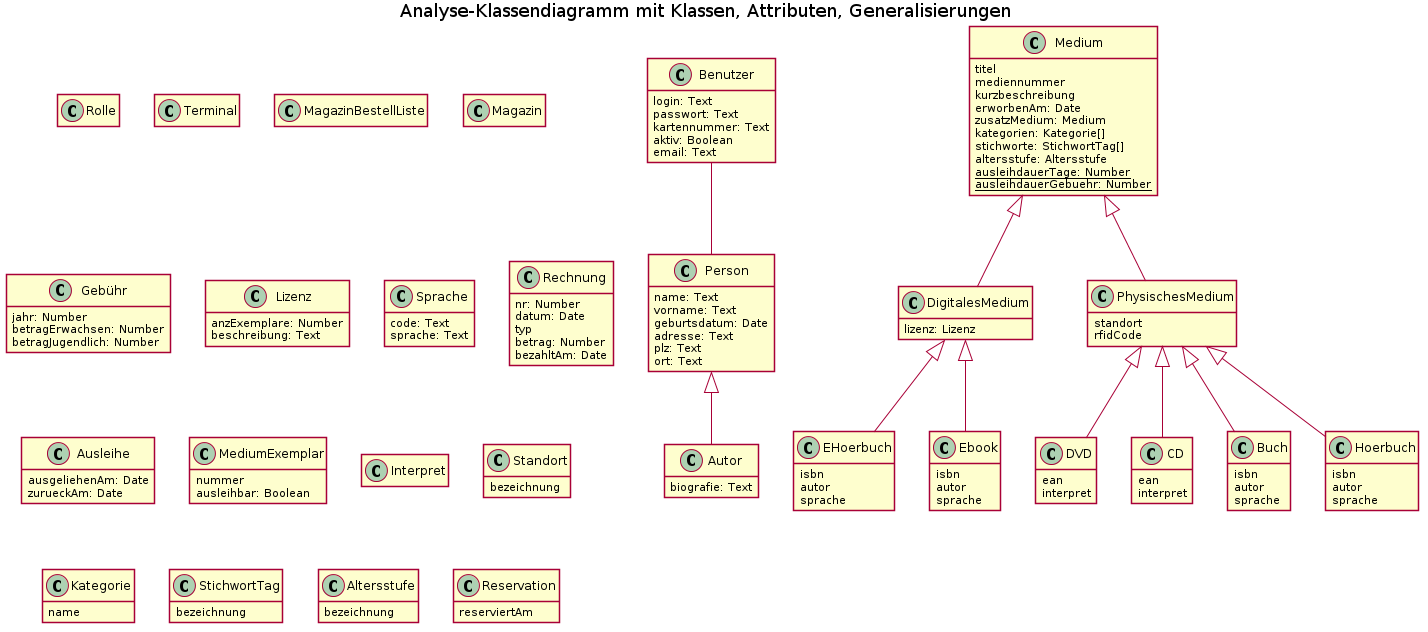 Analyse-Klassendiagramm mit Klassen, Attributen, Generalisierungen
C Rolle
C Terminal
C MagazinBestellListe
C Magazin
C Benutzer
login: Text
passwort: Text
kartennummer: Text
aktiv: Boolean
email: Text
C Medium
titel
mediennummer
kurzbeschreibung
erworbenAm: Date
zusatzMedium: Medium
kategorien: Kategorie[]
stichworte: StichwortTag[]
altersstufe: Altersstufe
ausleihdauerTage: Number
ausleihdauerGebuehr: Number
C Gebühr
jahr: Number
betragErwachsen: Number
betragJugendlich: Number
C Lizenz
anzExemplare: Number
beschreibung: Text
C Sprache
code: Text
sprache: Text
C Rechnung
nr: Number
datum: Date
typ
betrag: Number
bezahltAm: Date
C Person
name: Text
vorname: Text
geburtsdatum: Date
adresse: Text
plz: Text
ort: Text
C DigitalesMedium
lizenz: Lizenz
C PhysischesMedium
standort
rfidCode
C Ausleihe
ausgeliehenAm: Date
zurueckAm: Date
C MediumExemplar
nummer
ausleihbar: Boolean
C Interpret
C Standort
bezeichnung
C Autor
biografie: Text
C EHoerbuch
isbn
autor
sprache
C Ebook
isbn
autor
sprache
C DVD
ean
interpret
C CD
ean
interpret
C Buch
isbn
autor
sprache
C Hoerbuch
isbn
autor
sprache
C Kategorie
name
C StichwortTag
bezeichnung
C Altersstufe
bezeichnung
C Reservation
reserviertAm